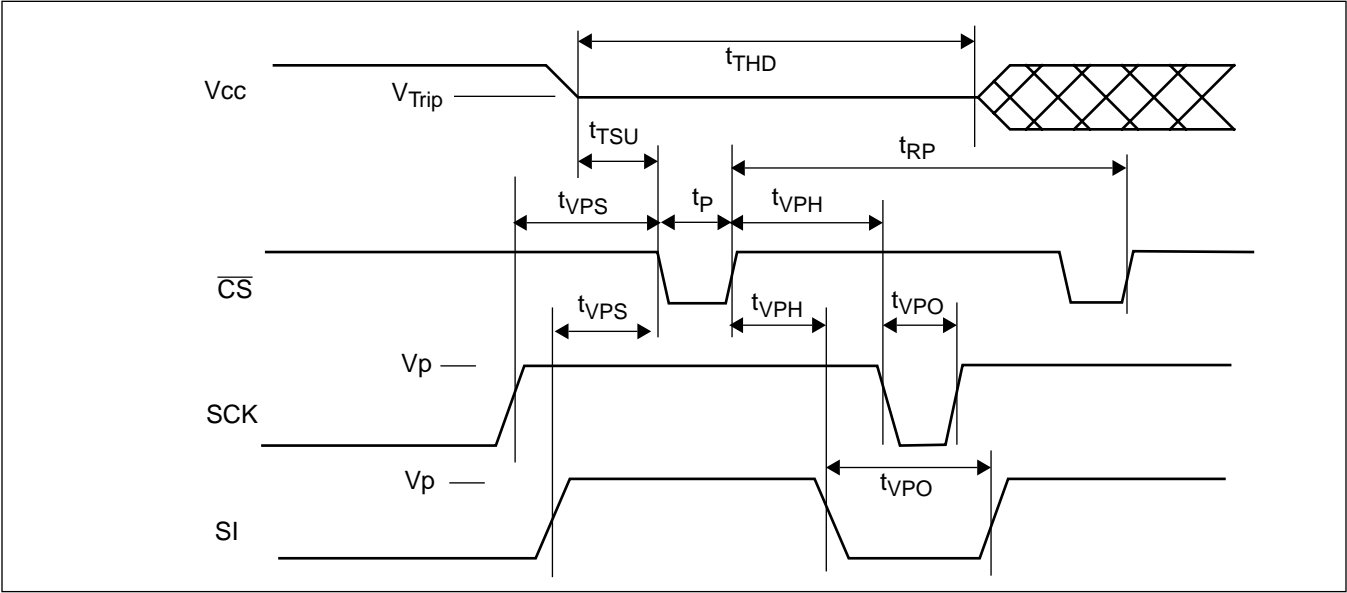 tTHD
Vcc
VTrip
tTSU
tRP
tVPS
tP
tVPH
CS
tVPS
tVPH
tVPO
Vp
SCK
Vp
tVPO
SI